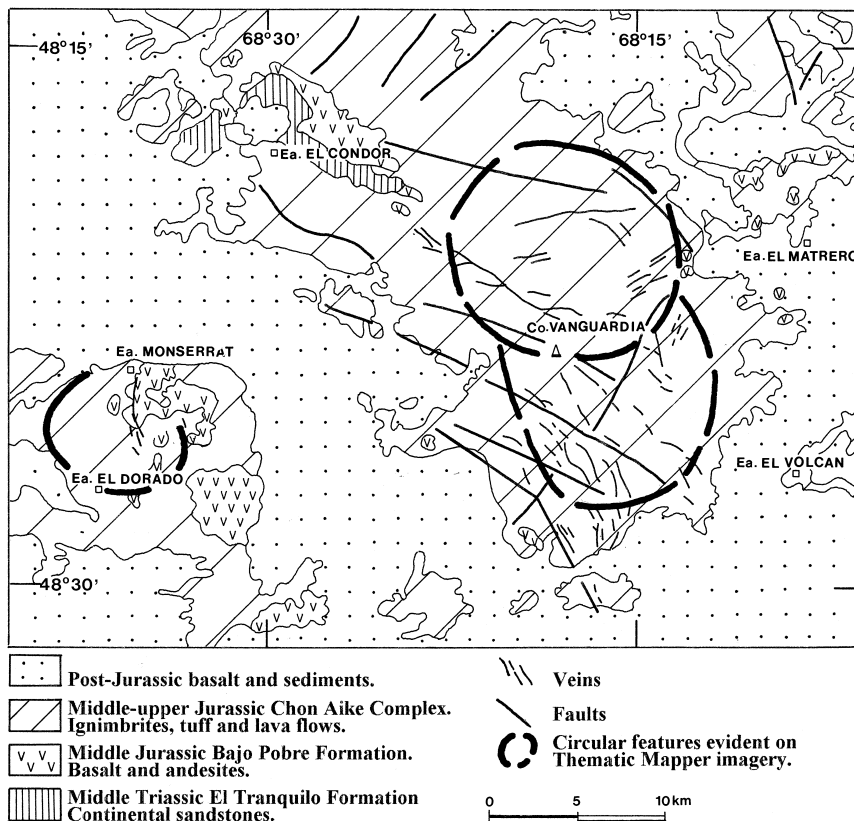 48°15'
68°30'
68°15'
Ea. EL CONDOR
Ea. EL MATRERO
Co. VANGUARDIA
Ea. MONSERRAT
Ea. EL DORADO
Ea. EL VOLCAN
48°30'
Post-Jurassic basalt and sediments.
Middle-upper Jurassic Chon Aike Complex.
Ignimbrites, tuff and lava flows.
Middle Jurassic Bajo Pobre Formation.
Basalt and andesites.
Middle Triassic El Tranquilo Formation
Continental sandstones.
Veins
Faults
Circular features evident on
Thematic Mapper imagery.
0 5 10 km